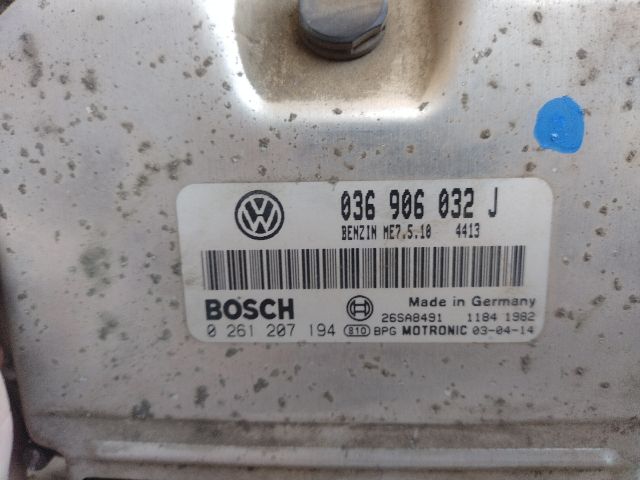 036 906 032 J
BENZIN ME7.5.10 4413
BOSCH Made in Germany
26SA8491 1184 1982
0 261 207 194 810 BPG MOTRONIC 03-04-14